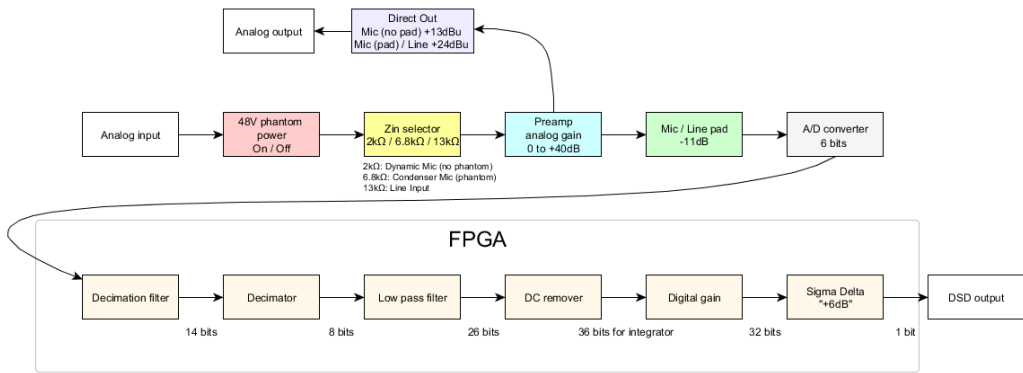 Analog output
Direct Out
Mic (no pad) +13dBu
Mic (pad) / Line +24dBu
Analog input
48V phantom
power
On / Off
Zin selector
2kΩ / 6.8kΩ / 13kΩ
Preamp
analog gain
0 to +40dB
Mic / Line pad
-11dB
A/D converter
6 bits
2kΩ: Dynamic Mic (no phantom)
6.8kΩ: Condenser Mic (phantom)
13kΩ: Line Input
FPGA
Decimation filter
Decimator
Low pass filter
DC remover
Digital gain
Sigma Delta
"+6dB"
DSD output
14 bits
8 bits
26 bits
36 bits for integrator
32 bits
1 bit